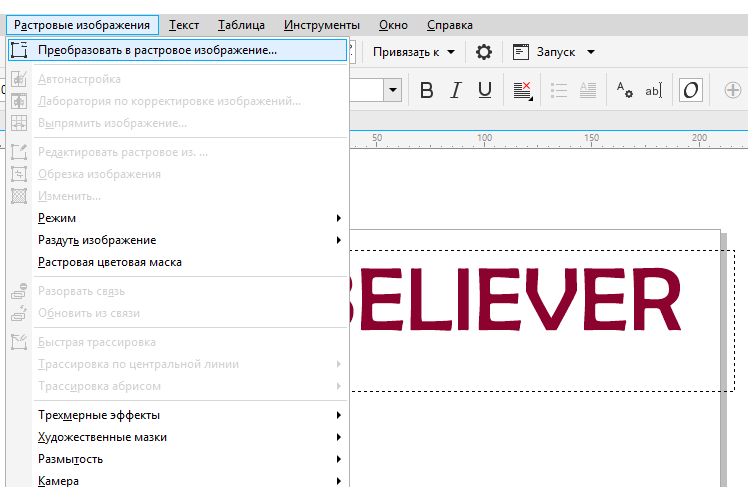 Растровые изображения Текст Таблица Инструменты Окно Справка
Преобразовать в растровое изображение...
Привязать к Запуск
Автонастройка
Лаборатория по корректировке изображений...
B I U ab O
Выпрямить изображение...
50 100 150 200
Редактировать растровое из. ...
Обрезка изображения
Изменить...
Режим
Раздуть изображение
Растровая цветовая маска
Разорвать связь
Обновить из связи
ELIEVER
Быстрая трассировка
Трассировка по центральной линии
Трассировка абрисом
Трехмерные эффекты
Художественные мазки
Размытость
Камера